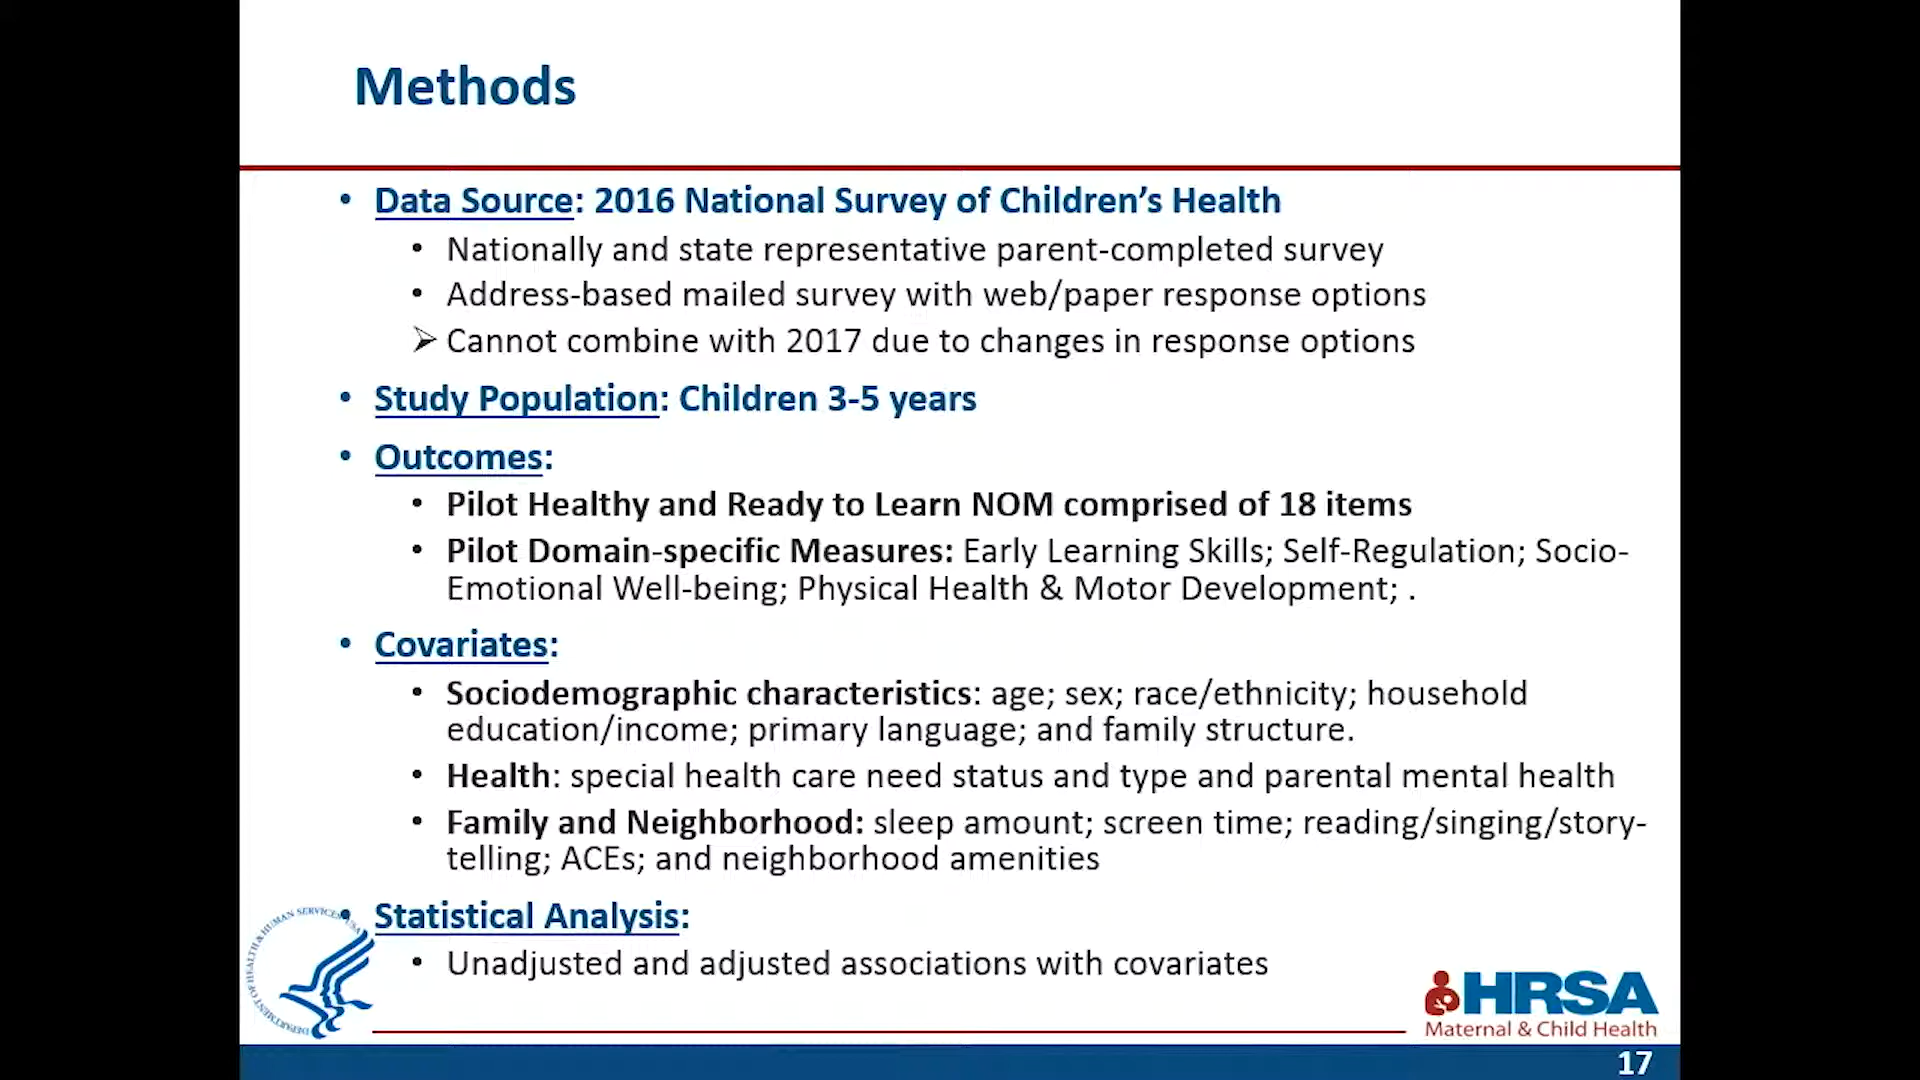 Methods
• Data Source: 2016 National Survey of Children’s Health
• Nationally and state representative parent-completed survey
• Address-based mailed survey with web/paper response options
➢ Cannot combine with 2017 due to changes in response options
• Study Population: Children 3-5 years
• Outcomes:
• Pilot Healthy and Ready to Learn NOM comprised of 18 items
• Pilot Domain-specific Measures: Early Learning Skills; Self-Regulation; Socio-
Emotional Well-being; Physical Health & Motor Development; .
• Covariates:
• Sociodemographic characteristics: age; sex; race/ethnicity; household
education/income; primary language; and family structure.
• Health: special health care need status and type and parental mental health
• Family and Neighborhood: sleep amount; screen time; reading/singing/story-
telling; ACEs; and neighborhood amenities
• Statistical Analysis:
• Unadjusted and adjusted associations with covariates
DEPARTMENT OF HEALTH & HUMAN SERVICES • USA
HRSA
Maternal & Child Health
17